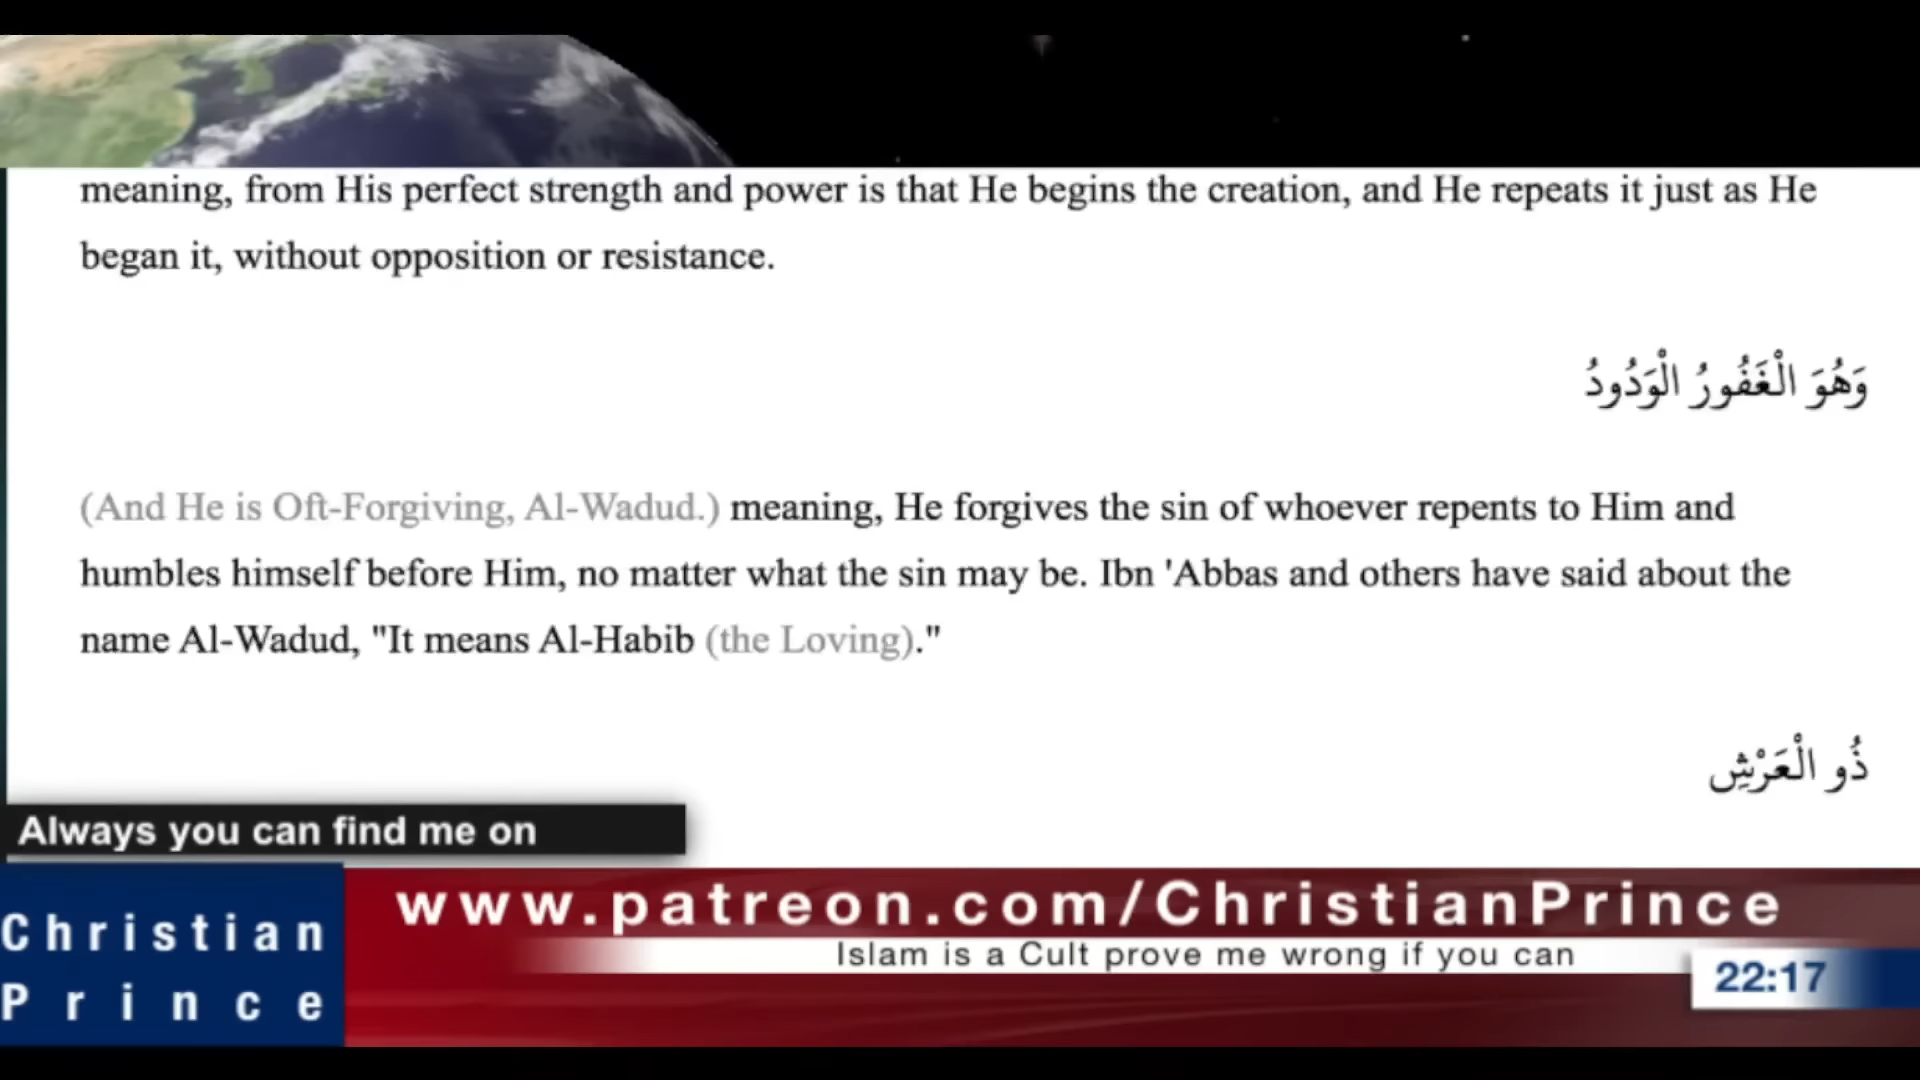 meaning, from His perfect strength and power is that He begins the creation, and He repeats it just as He
began it, without opposition or resistance.
وَهُوَ الْغَفُورُ الْوَدُودُ
(And He is Oft-Forgiving, Al-Wadud.) meaning, He forgives the sin of whoever repents to Him and
humbles himself before Him, no matter what the sin may be. Ibn 'Abbas and others have said about the
name Al-Wadud, "It means Al-Habib (the Loving)."
ذُو الْعَرْشِ
Always you can find me on
www.patreon.com/ChristianPrince
Christian
Prince
Islam is a Cult prove me wrong if you can
22:17